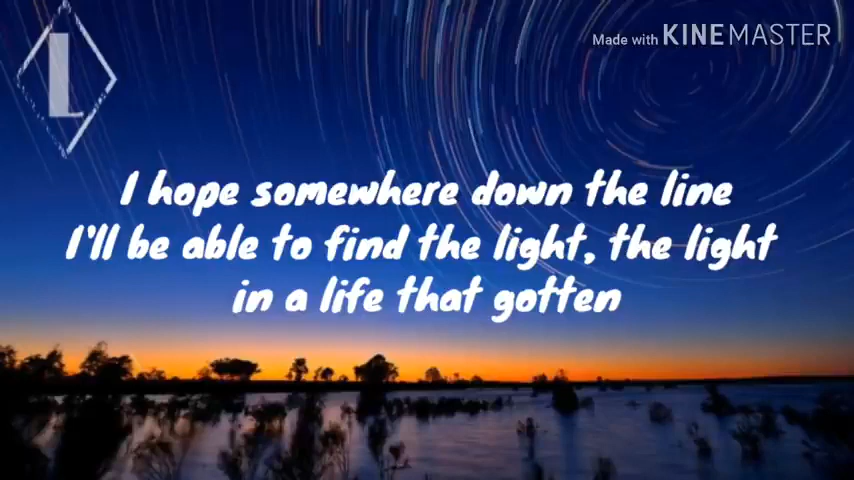 L
Made with KINEMASTER
I hope somewhere down the line
I'll be able to find the light, the light
in a life that gotten